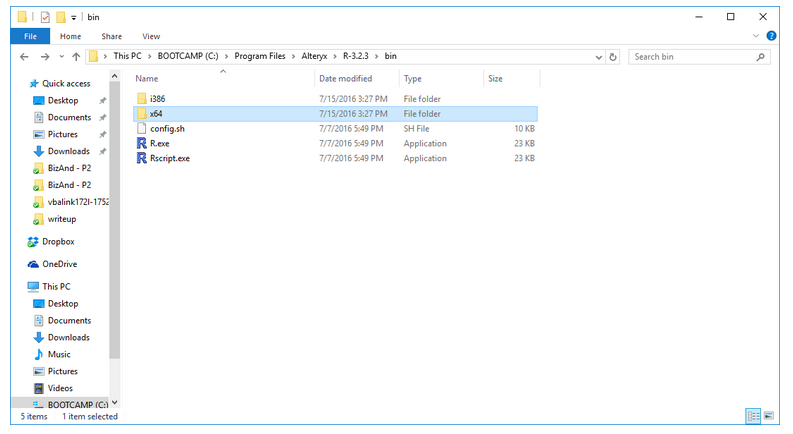 bin
File Home Share View
This PC BOOTCAMP (C:) Program Files Alteryx R-3.2.3 bin Search bin
Name Date modified Type Size
Quick access
Desktop
Documents
Pictures
Downloads
BizAnd - P2
BizAnd - P2
vbalink172I-1752
writeup
Dropbox
OneDrive
This PC
Desktop
Documents
Downloads
Music
Pictures
Videos
BOOTCAMP (C:)
i386 7/15/2016 3:27 PM File folder
x64 7/15/2016 3:27 PM File folder
config.sh 7/7/2016 5:49 PM SH File 10 KB
R.exe 7/7/2016 5:49 PM Application 23 KB
Rscript.exe 7/7/2016 5:49 PM Application 23 KB
5 items 1 item selected